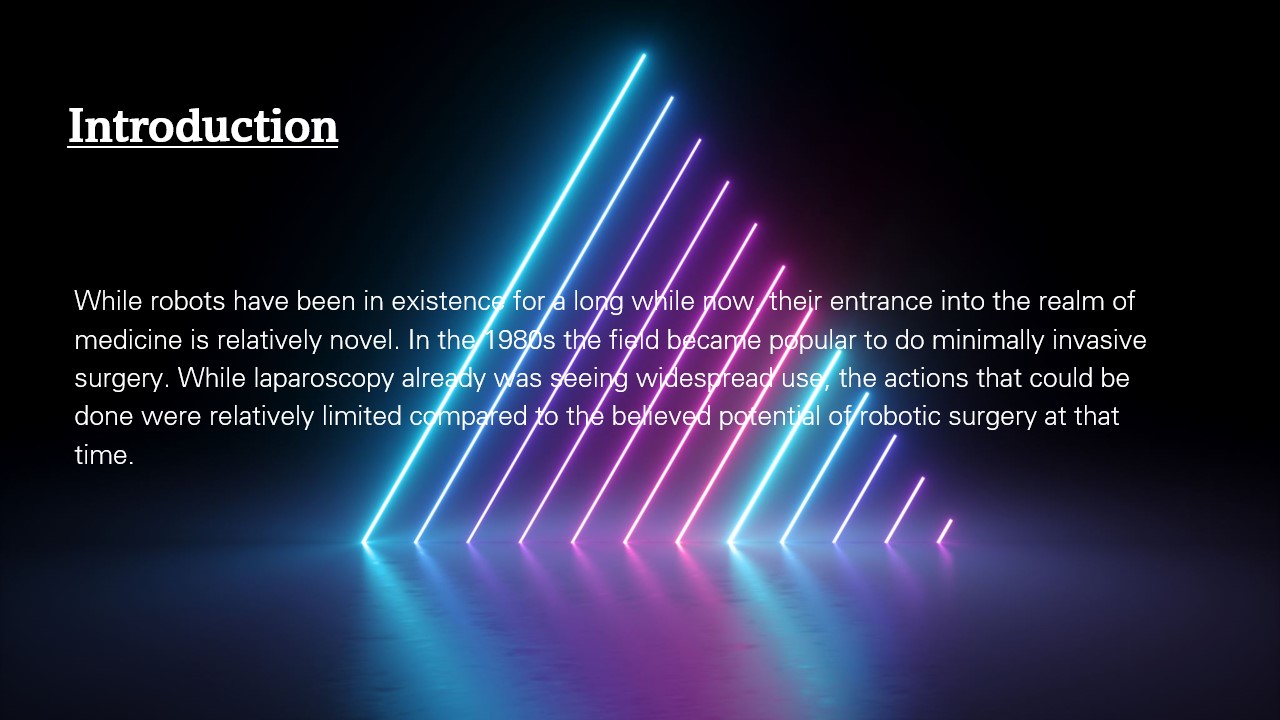 Introduction
While robots have been in existence for a long while now, their entrance into the realm of
medicine is relatively novel. In the 1980s the field became popular to do minimally invasive
surgery. While laparoscopy already was seeing widespread use, the actions that could be
done were relatively limited compared to the believed potential of robotic surgery at that
time.